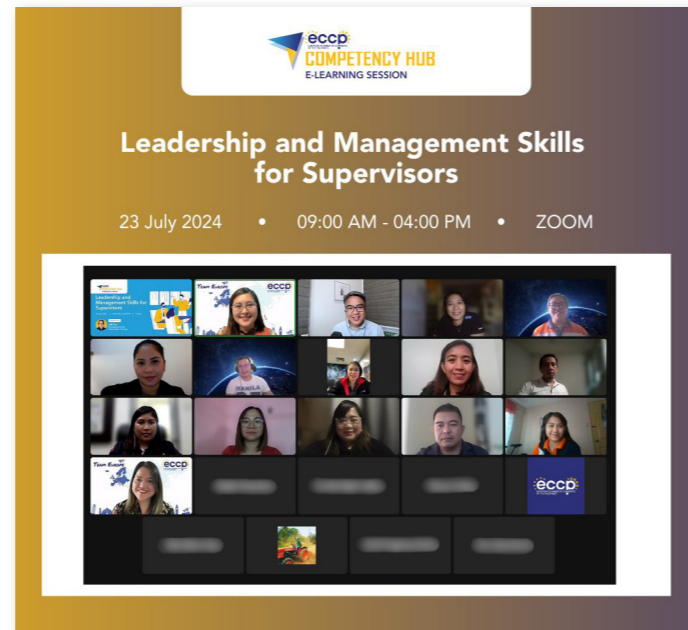 eccp
COMPETENCY HUB
E-LEARNING SESSION
Leadership and Management Skills
for Supervisors
23 July 2024 • 09:00 AM - 04:00 PM • ZOOM
Leadership and
Management Skills for
Supervisors
TEAM EUROPE
eccp
MANILA
TEAM EUROPE
eccp
eccp